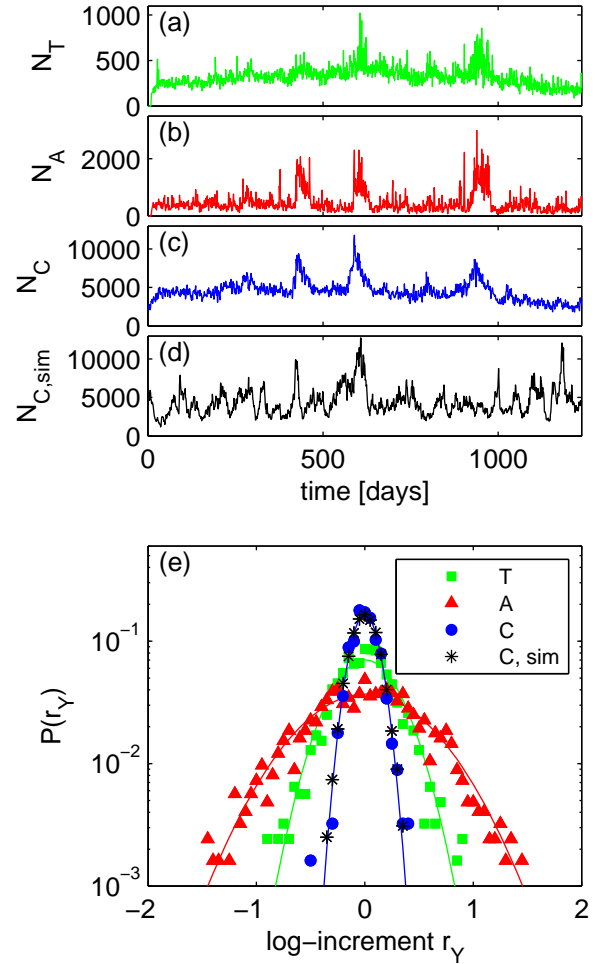 (a)
1000
500
0
N_T
(b)
2000
0
N_A
(c)
10000
5000
0
N_C
(d)
10000
5000
0
N_C,sim
0 500 1000
time [days]
(e)
T
A
C
C, sim
10^−1
10^−2
10^−3
P(r_Y)
−2 −1 0 1 2
log−increment r_Y